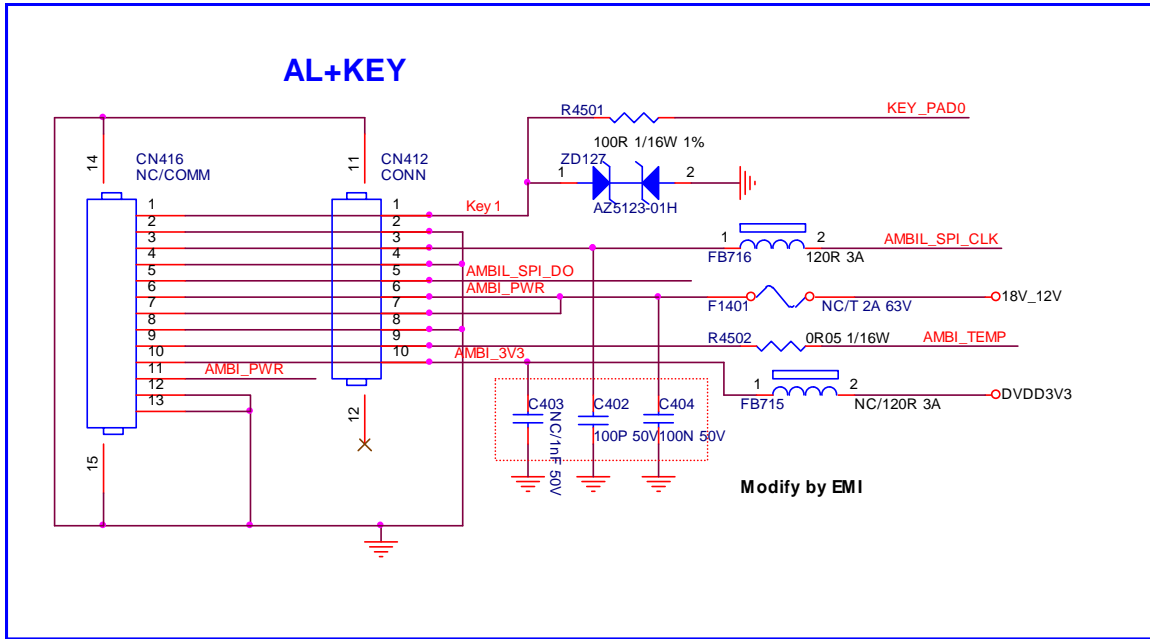 AL+KEY
R4501
KEY_PAD0
100R 1/16W 1%
14
CN416
NC/COMM
11
CN412
CONN
ZD127
1
2
AZ5123-01H
1
2
3
4
5
6
7
8
9
10
11
12
13
1
2
3
4
5
6
7
8
9
10
Key 1
AMBIL_SPI_DO
AMBI_PWR
AMBI_3V3
AMBI_PWR
1
2
FB716
120R 3A
AMBIL_SPI_CLK
F1401
NC/T 2A 63V
18V_12V
R4502
0R05 1/16W
AMBI_TEMP
1
2
FB715
NC/120R 3A
DVDD3V3
12
15
C403
NC/1nF 50V
C402
100P 50V
C404
100N 50V
Modify by EMI